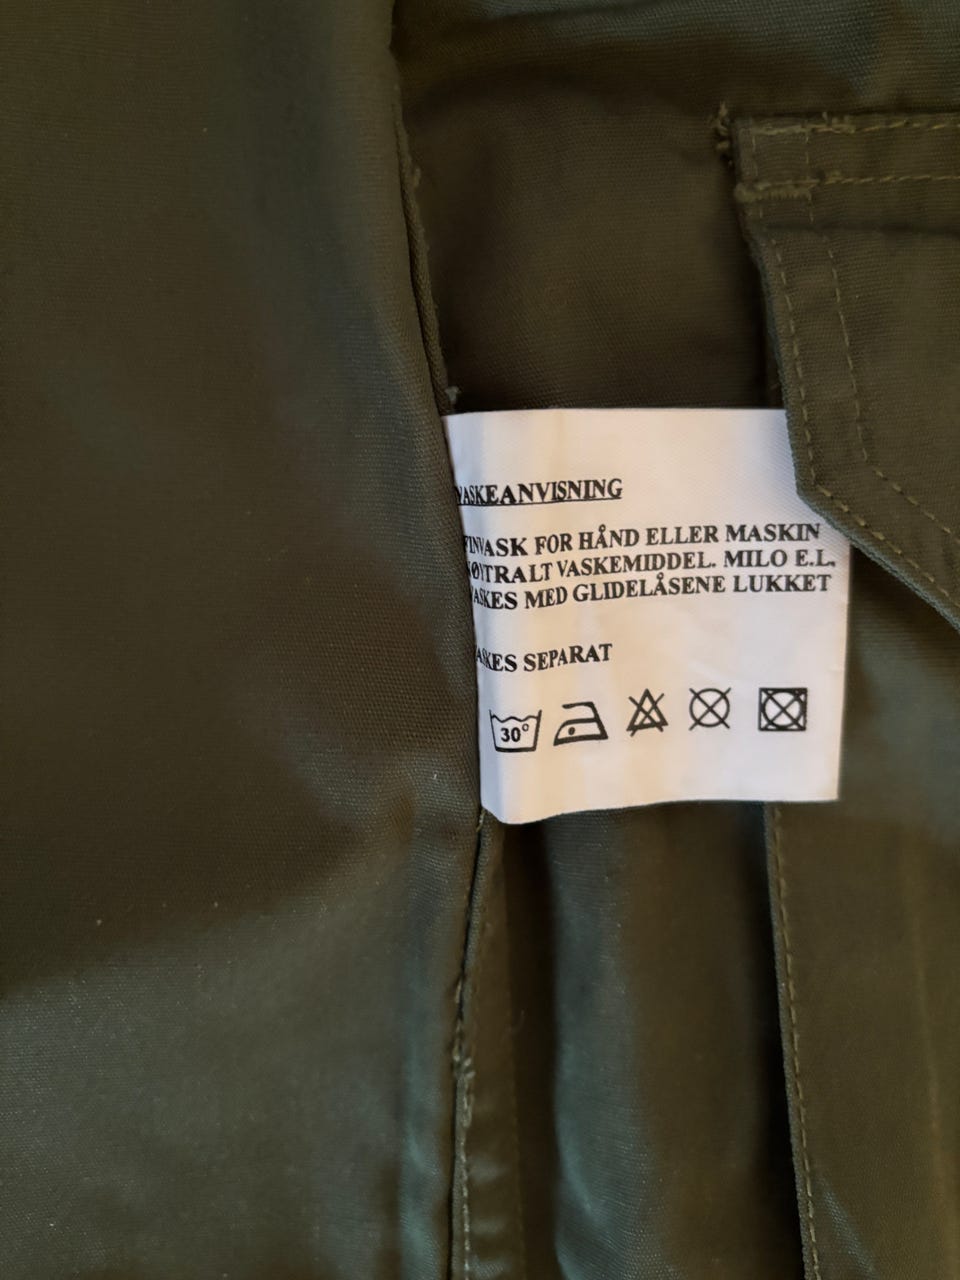 VASKEANVISNING
FINVASK FOR HÅND ELLER MASKIN
NØYTRALT VASKEMIDDEL. MILO E.L.
VASKES MED GLIDELÅSENE LUKKET
VASKES SEPARAT
30°